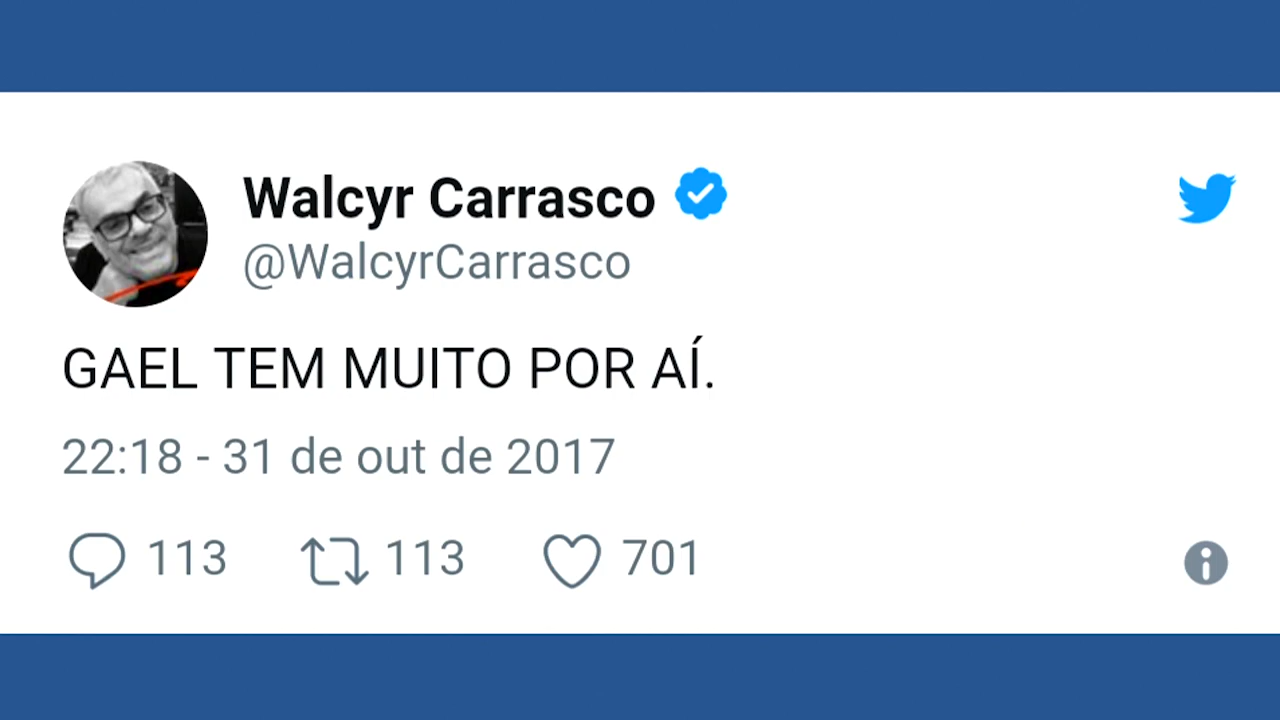 Walcyr Carrasco
@WalcyrCarrasco
GAEL TEM MUITO POR AÍ.
22:18 - 31 de out de 2017
113 113 701